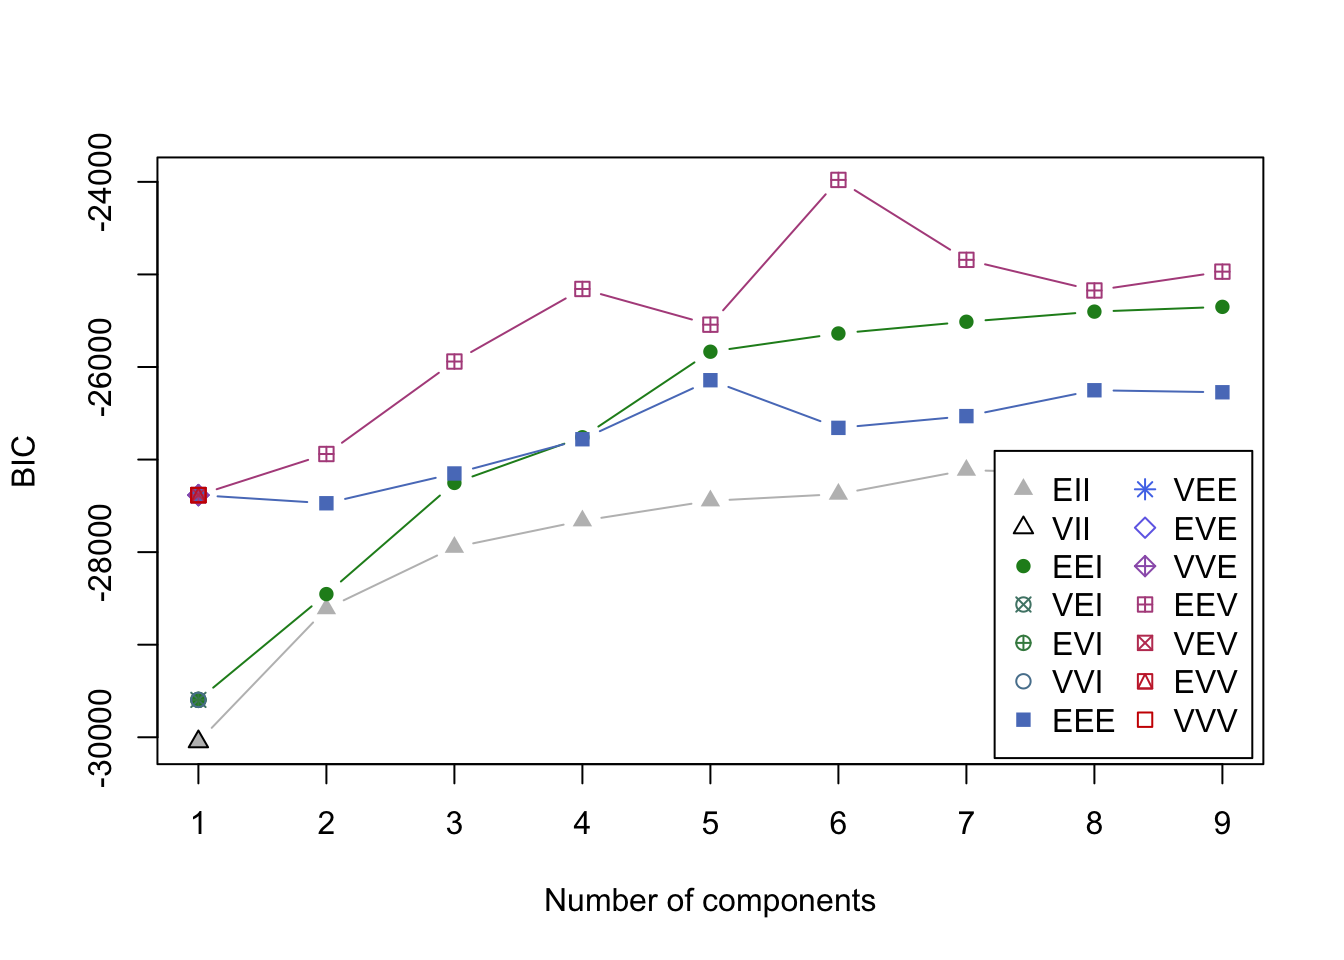 BIC
-24000
-26000
-28000
-30000
1 2 3 4 5 6 7 8 9
Number of components
EII VEE
VII EVE
EEI VVE
VEI EEV
EVI VEV
VVI EVV
EEE VVV